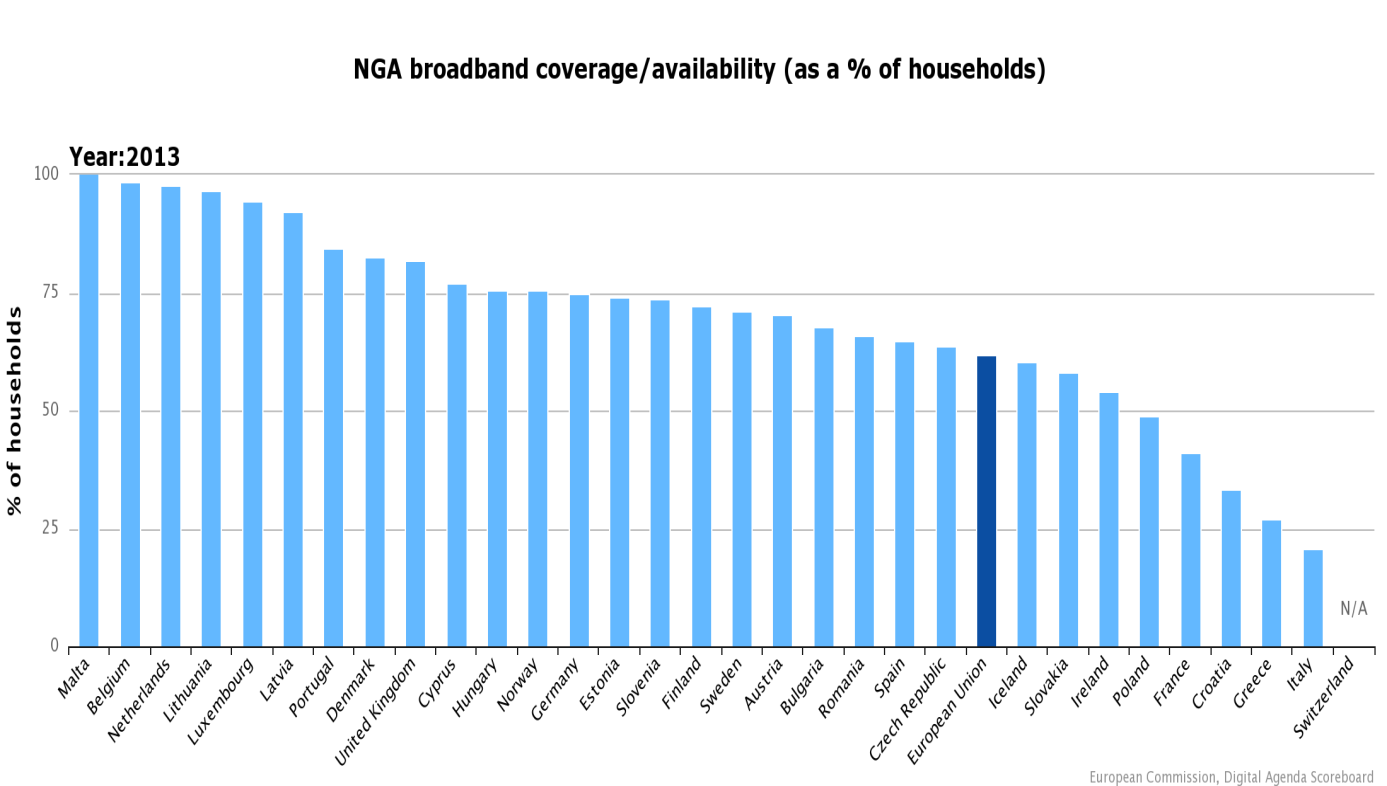 NGA broadband coverage/availability (as a % of households)
Year:2013
100
75
50
25
0
% of households
N/A
Malta
Belgium
Netherlands
Lithuania
Luxembourg
Latvia
Portugal
Denmark
United Kingdom
Cyprus
Hungary
Norway
Germany
Estonia
Slovenia
Finland
Sweden
Austria
Bulgaria
Romania
Spain
Czech Republic
European Union
Iceland
Slovakia
Ireland
Poland
France
Croatia
Greece
Italy
Switzerland
European Commission, Digital Agenda Scoreboard